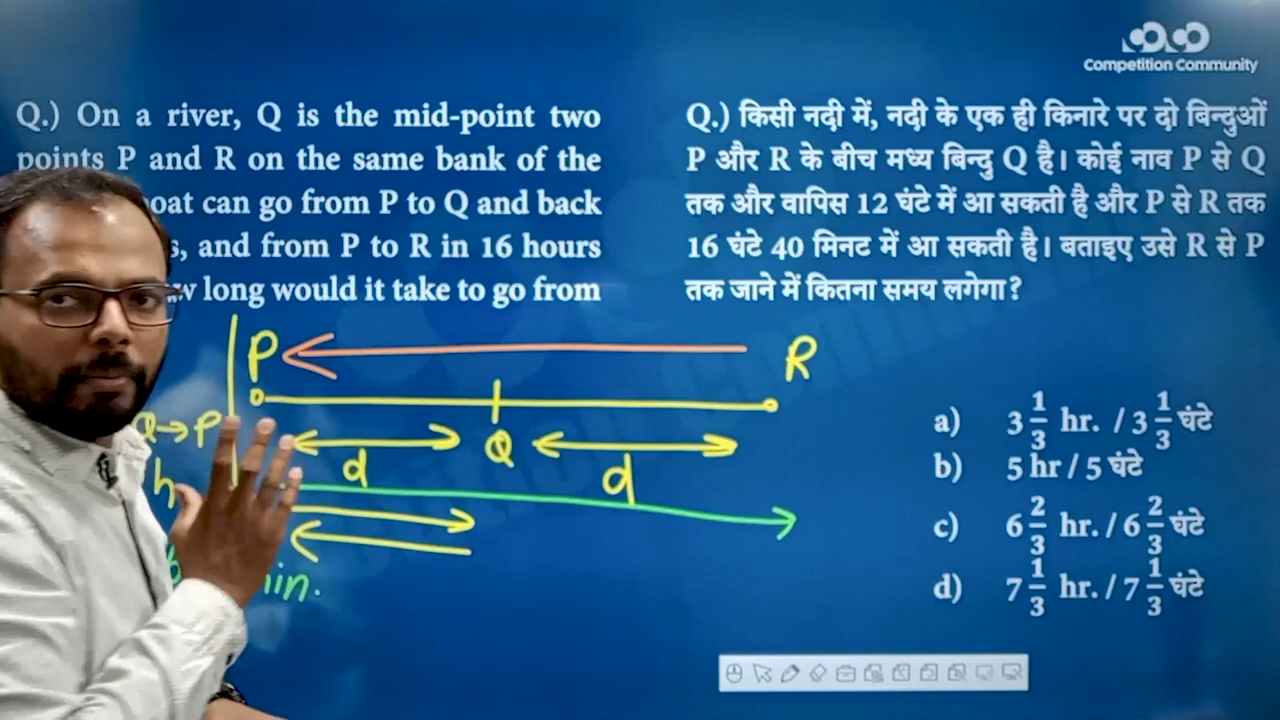 Competition Community
Q.) On a river, Q is the mid-point two
points P and R on the same bank of the
boat can go from P to Q and back
and from P to R in 16 hours
long would it take to go from
Q.) किसी नदी में, नदी के एक ही किनारे पर दो बिन्दुओं
P और R के बीच मध्य बिन्दु Q है। कोई नाव P से Q
तक और वापिस 12 घंटे में आ सकती है और P से R तक
16 घंटे 40 मिनट में आ सकती है। बताइए उसे R से P
तक जाने में कितना समय लगेगा?
P
R
Q→P
d
Q
d
h
min.
a) 3 1/3 hr. / 3 1/3 घंटे
b) 5 hr / 5 घंटे
c) 6 2/3 hr. / 6 2/3 घंटे
d) 7 1/3 hr. / 7 1/3 घंटे